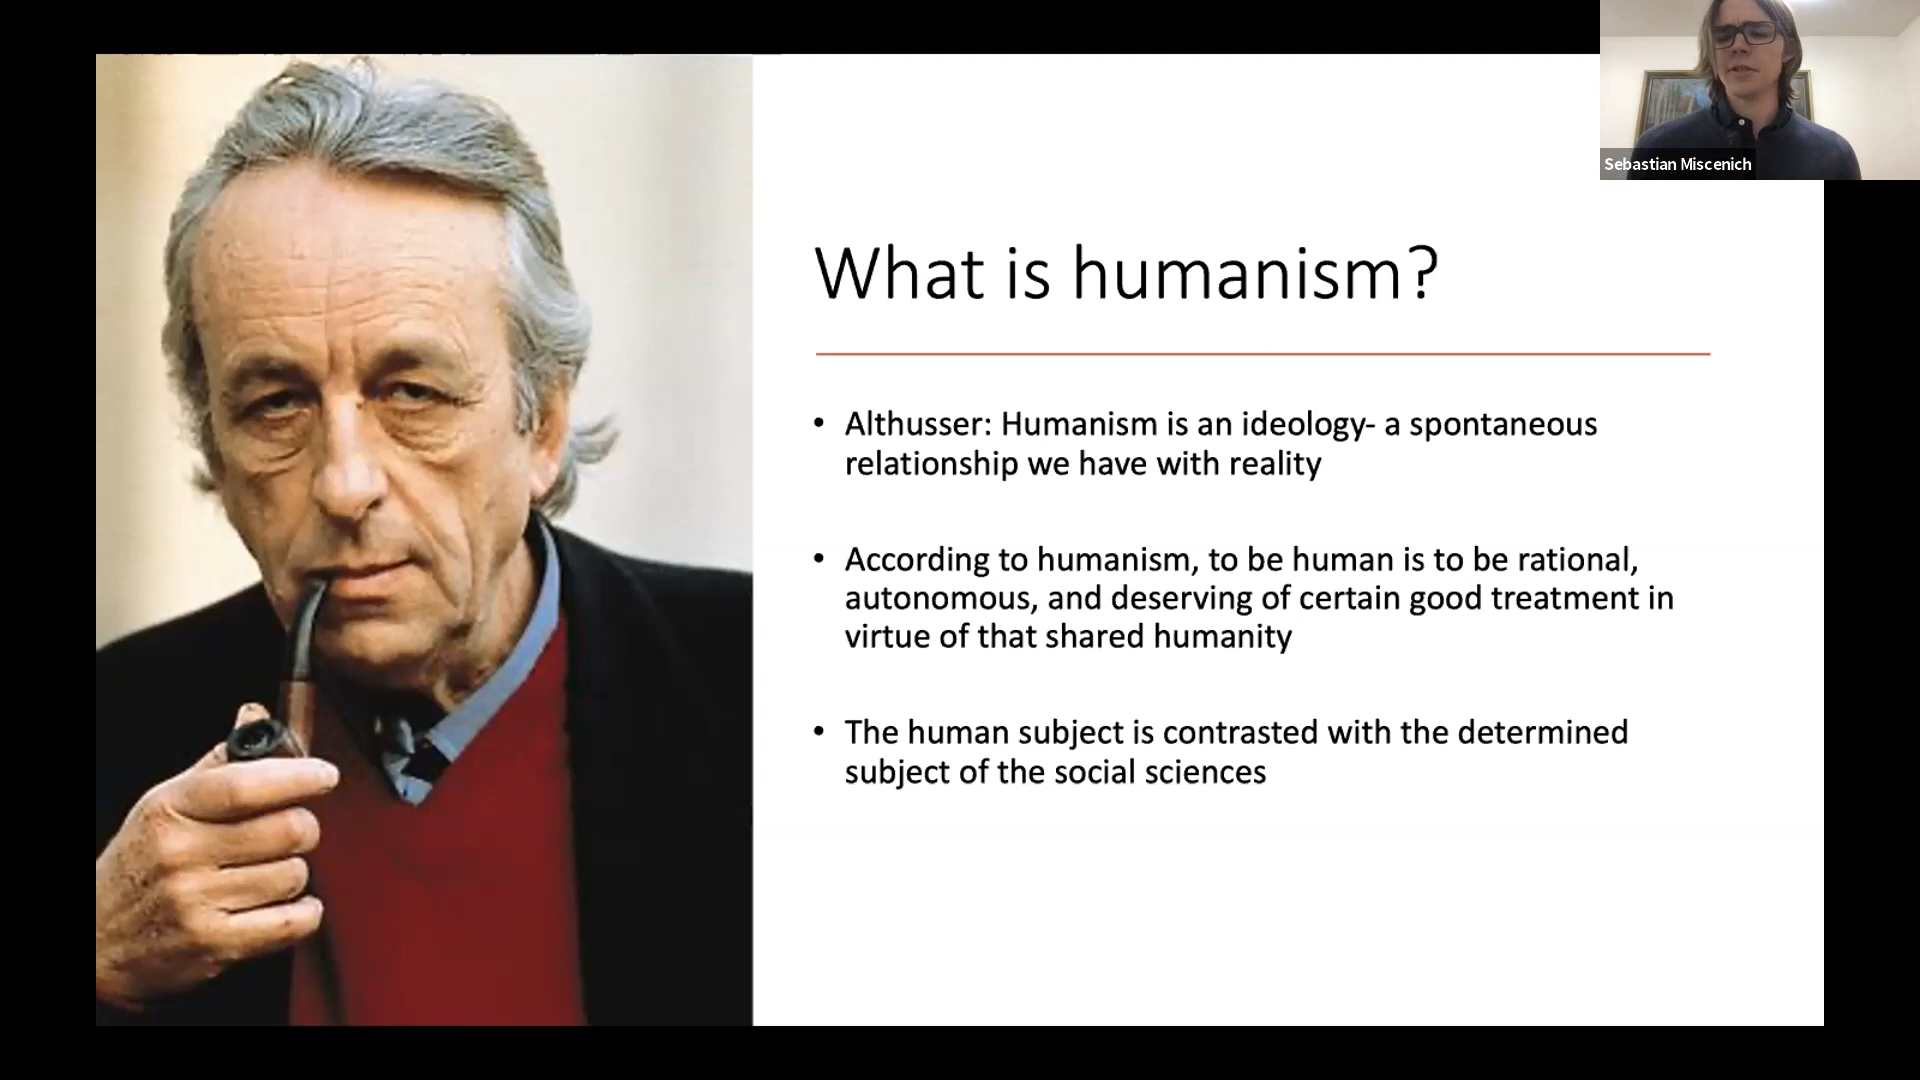 Sebastian Miscenich
What is humanism?
• Althusser: Humanism is an ideology- a spontaneous
relationship we have with reality
• According to humanism, to be human is to be rational,
autonomous, and deserving of certain good treatment in
virtue of that shared humanity
• The human subject is contrasted with the determined
subject of the social sciences